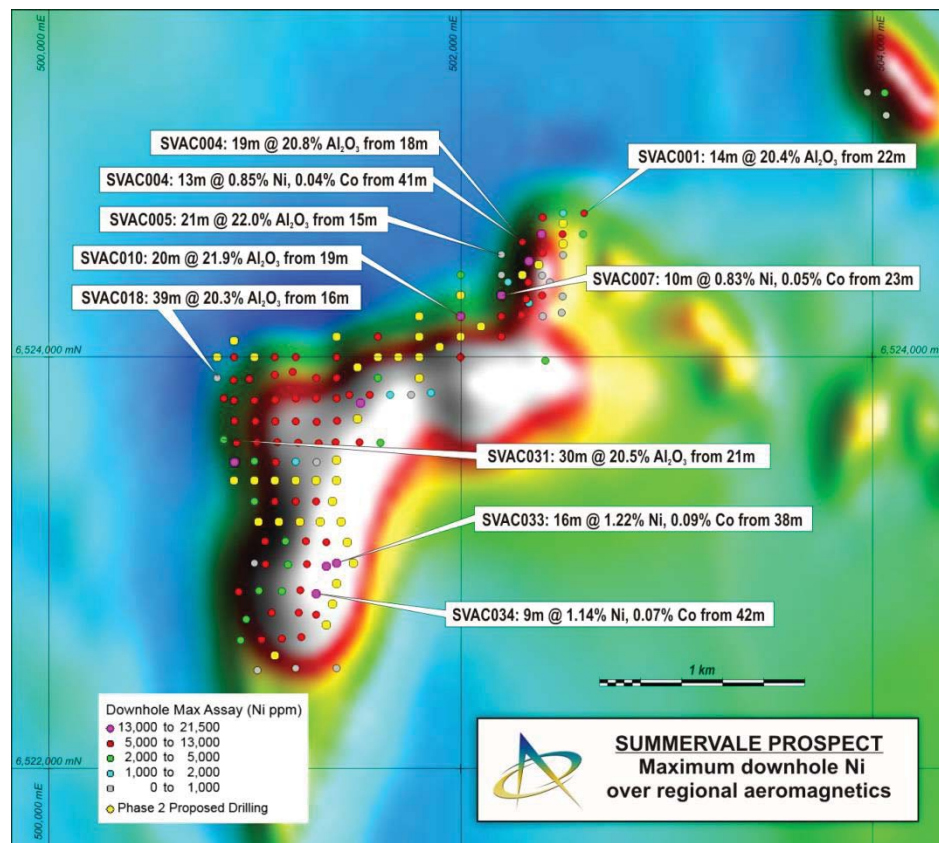 500,000 mE
502,000 mE
504,000 mE
SVAC004: 19m @ 20.8% Al₂O₃ from 18m
SVAC001: 14m @ 20.4% Al₂O₃ from 22m
SVAC004: 13m @ 0.85% Ni, 0.04% Co from 41m
SVAC005: 21m @ 22.0% Al₂O₃ from 15m
SVAC010: 20m @ 21.9% Al₂O₃ from 19m
SVAC007: 10m @ 0.83% Ni, 0.05% Co from 23m
SVAC018: 39m @ 20.3% Al₂O₃ from 16m
6,524,000 mN
6,524,000 mN
SVAC031: 30m @ 20.5% Al₂O₃ from 21m
SVAC033: 16m @ 1.22% Ni, 0.09% Co from 38m
SVAC034: 9m @ 1.14% Ni, 0.07% Co from 42m
1 km
Downhole Max Assay (Ni ppm)
13,000 to 21,500
5,000 to 13,000
2,000 to 5,000
1,000 to 2,000
0 to 1,000
Phase 2 Proposed Drilling
SUMMERVALE PROSPECT
Maximum downhole Ni
over regional aeromagnetics
6,522,000 mN
500,000 mE
502,000 mE